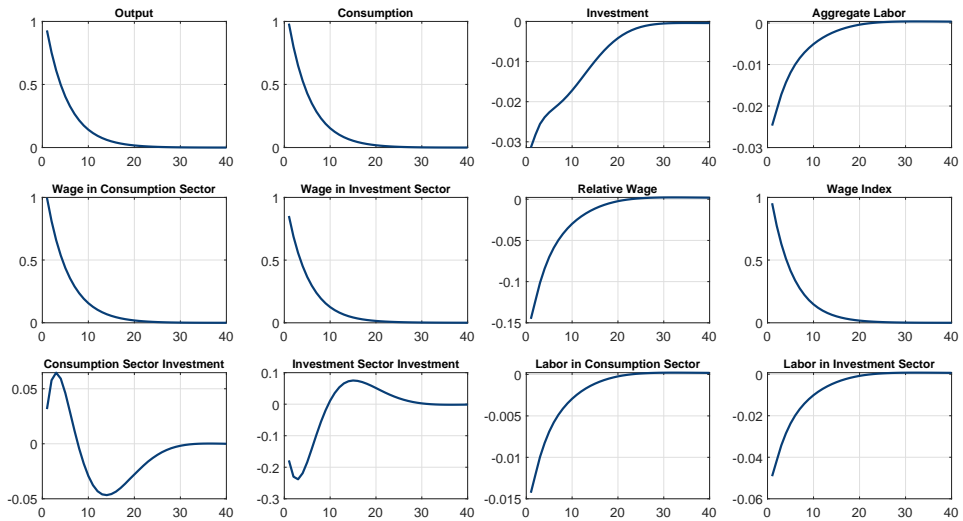 Output
1
0.5
0
0 10 20 30 40
Consumption
1
0.5
0
0 10 20 30 40
Investment
0
-0.01
-0.02
-0.03
0 10 20 30 40
Aggregate Labor
0
-0.01
-0.02
-0.03
0 10 20 30 40
Wage in Consumption Sector
1
0.5
0
0 10 20 30 40
Wage in Investment Sector
1
0.5
0
0 10 20 30 40
Relative Wage
0
-0.05
-0.1
-0.15
0 10 20 30 40
Wage Index
1
0.5
0
0 10 20 30 40
Consumption Sector Investment
0.05
0
-0.05
0 10 20 30 40
Investment Sector Investment
0.1
0
-0.1
-0.2
-0.3
0 10 20 30 40
Labor in Consumption Sector
0
-0.005
-0.01
-0.015
0 10 20 30 40
Labor in Investment Sector
0
-0.02
-0.04
-0.06
0 10 20 30 40